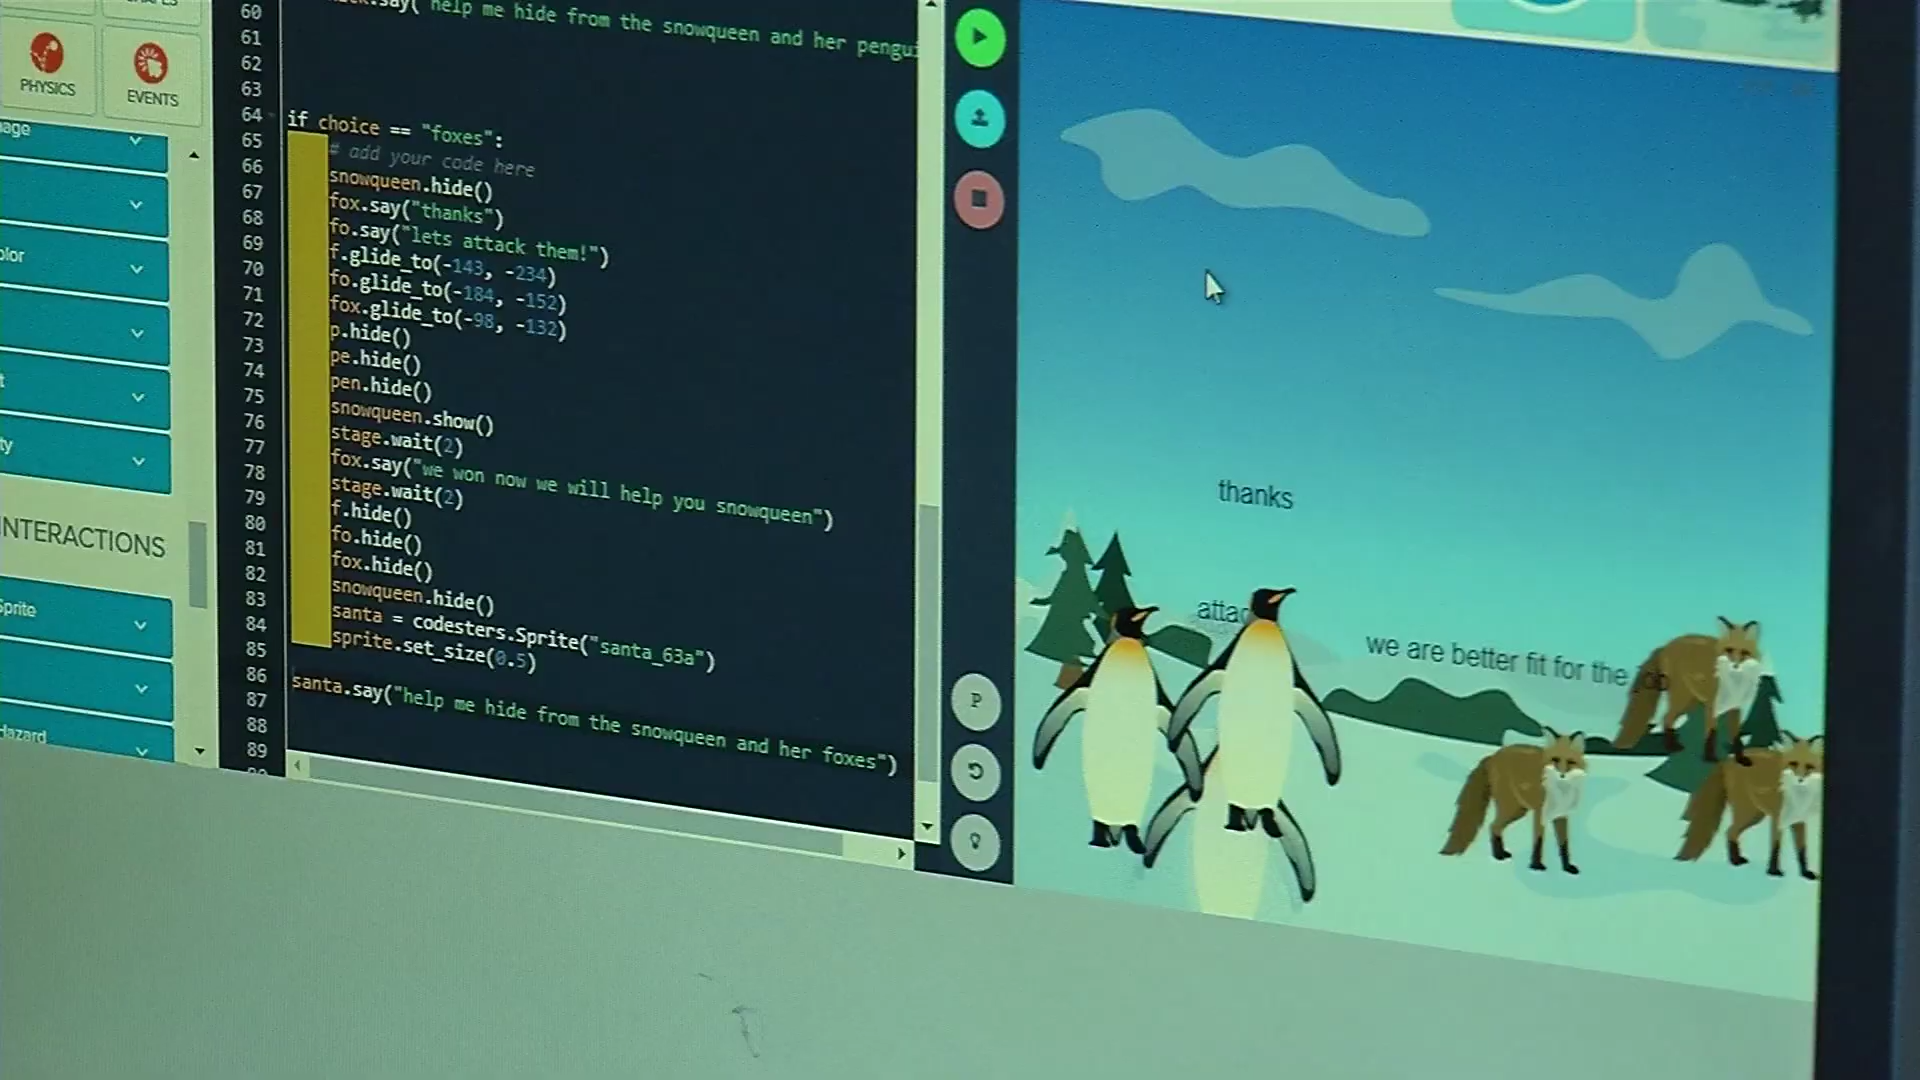 PHYSICS
EVENTS
INTERACTIONS
Sprite
Hazard
60
61
62
63
64
65
66
67
68
69
70
71
72
73
74
75
76
77
78
79
80
81
82
83
84
85
86
87
88
89
.say("help me hide from the snowqueen and her pengui
if choice == "foxes":
# add your code here
snowqueen.hide()
fox.say("thanks")
fo.say("lets attack them!")
f.glide_to(-143, -234)
fo.glide_to(-184, -152)
fox.glide_to(-98, -132)
p.hide()
pe.hide()
pen.hide()
snowqueen.show()
stage.wait(2)
fox.say("we won now we will help you snowqueen")
stage.wait(2)
f.hide()
fo.hide()
fox.hide()
snowqueen.hide()
santa = codesters.Sprite("santa_63a")
sprite.set_size(0.5)
santa.say("help me hide from the snowqueen and her foxes")
P
thanks
attac
we are better fit for the job